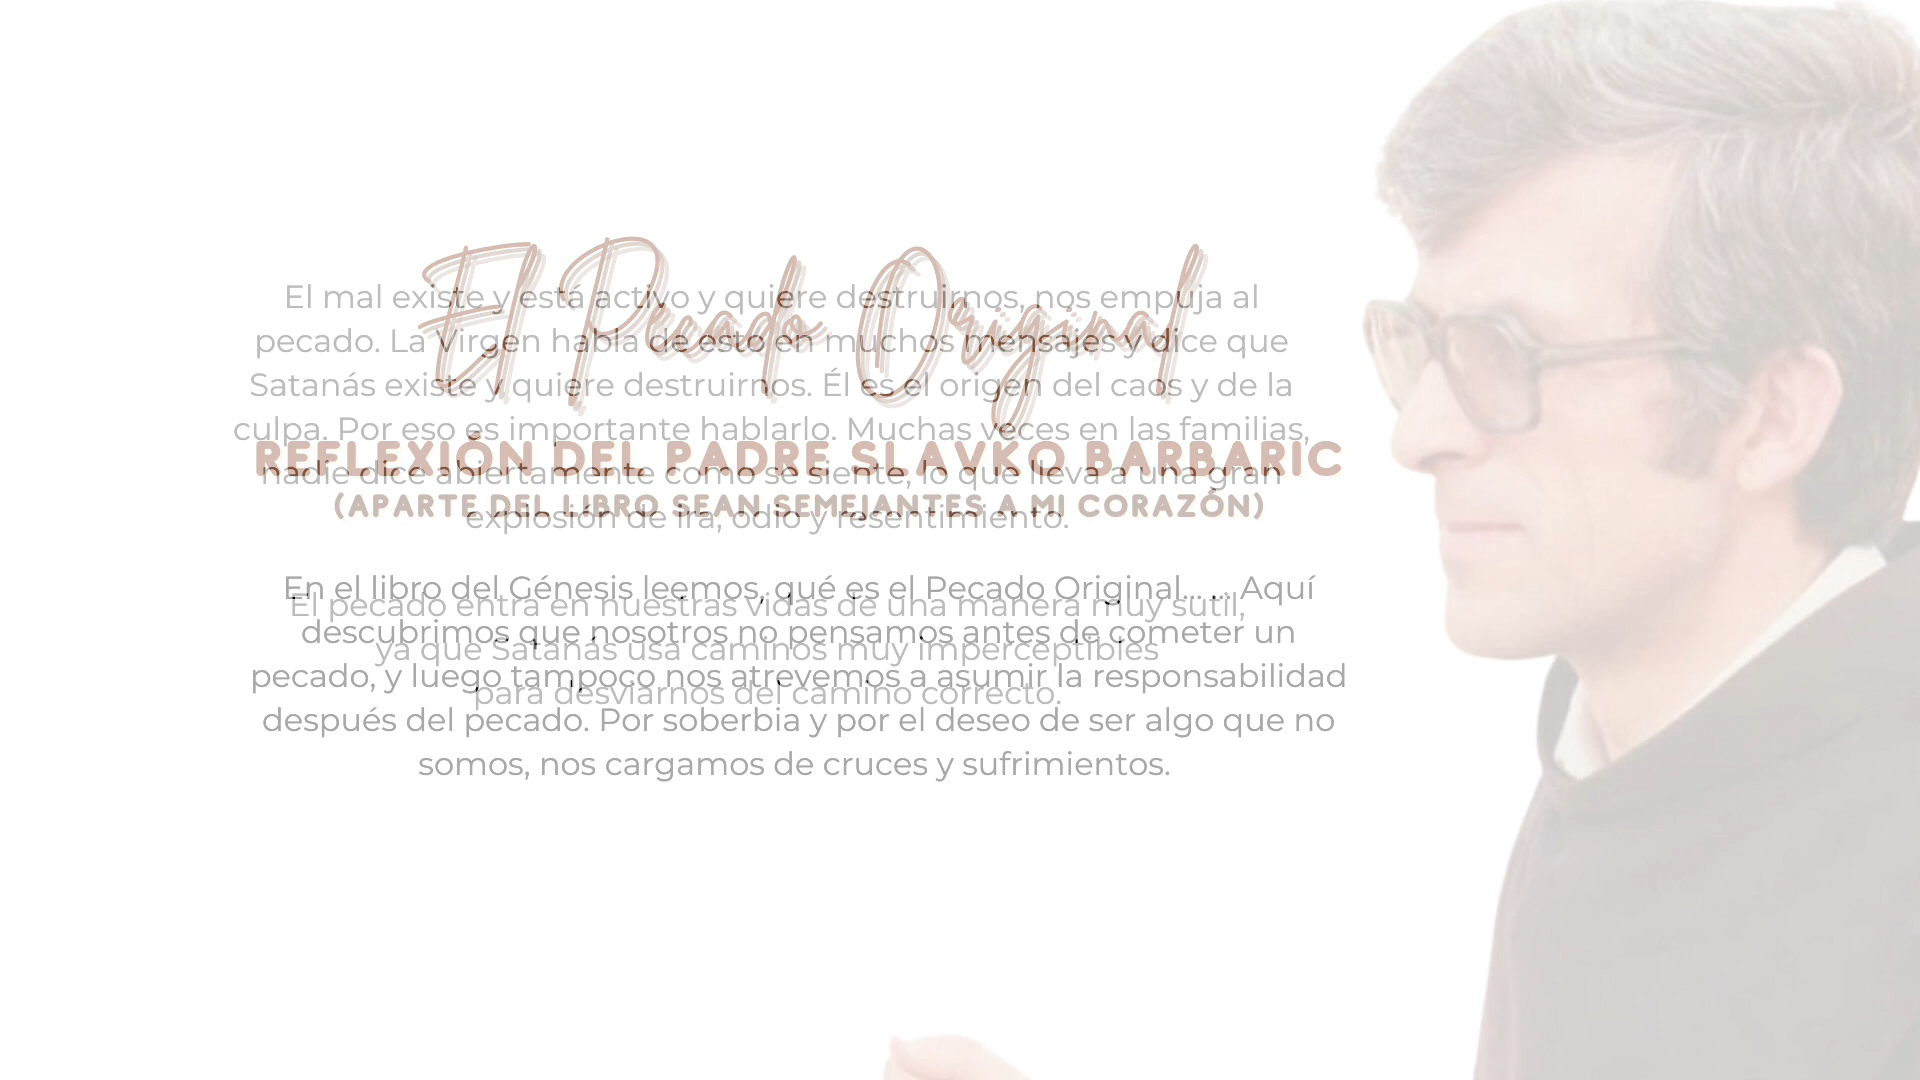 El Pecado Original
REFLEXIÓN DEL PADRE SLAVKO BARBARIC
(APARTE DEL LIBRO SEAN SEMEJANTES A MI CORAZÓN)
En el libro del Génesis leemos, qué es el Pecado Original... ... Aquí
descubrimos que nosotros no pensamos antes de cometer un
pecado, y luego tampoco nos atrevemos a asumir la responsabilidad
después del pecado. Por soberbia y por el deseo de ser algo que no
somos, nos cargamos de cruces y sufrimientos.
El mal existe y está activo y quiere destruirnos, nos empuja al
pecado. La Virgen habla de esto en muchos mensajes y dice que
Satanás existe y quiere destruirnos. Él es el origen del caos y de la
culpa. Por eso es importante hablarlo. Muchas veces en las familias,
nadie dice abiertamente como se siente, lo que lleva a una gran
explosión de ira, odio y resentimiento.
El pecado entra en nuestras vidas de una manera muy sutil,
ya que Satanás usa caminos muy imperceptibles
para desviarnos del camino correcto.